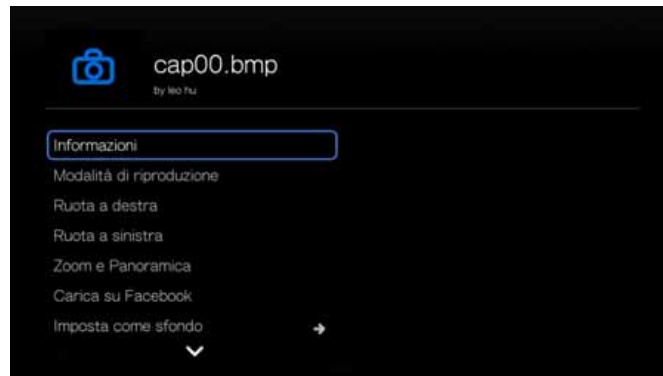 cap00.bmp
by leo hu
Informazioni
Modalità di riproduzione
Ruota a destra
Ruota a sinistra
Zoom e Panoramica
Carica su Facebook
Imposta come sfondo